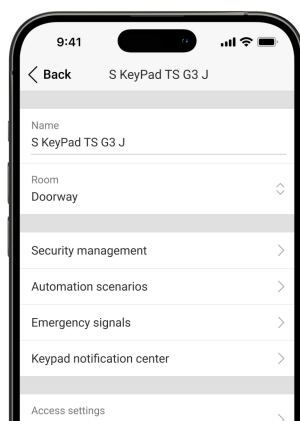 9:41
Back
S KeyPad TS G3 J
Name
S KeyPad TS G3 J
Room
Doorway
Security management
Automation scenarios
Emergency signals
Keypad notification center
Access settings